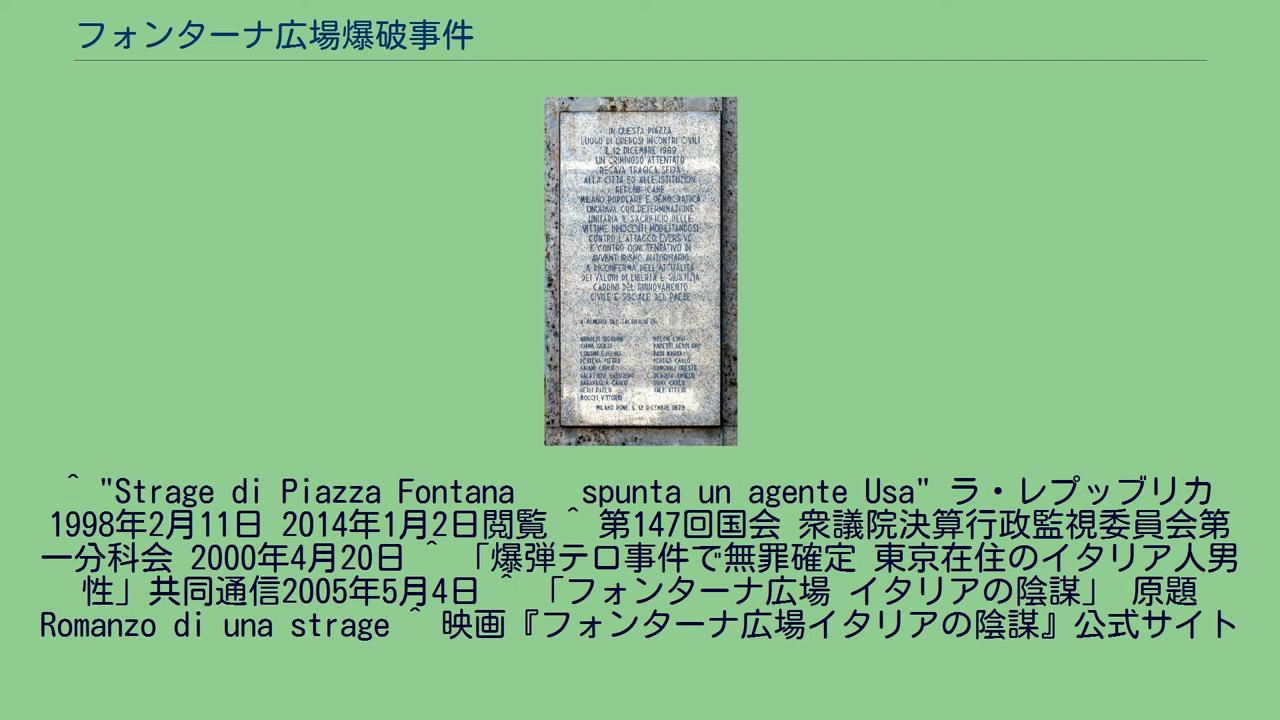 フォンターナ広場爆破事件
IN QUESTA PIAZZA
LUOGO DI OPEROSI INCONTRI CIVILI
IL 12 DICEMBRE 1969
UN CRIMINOSO ATTENTATO
RECAVA TRAGICA SFIDA
ALLA CITTÀ ED ALLE ISTITUZIONI
REPUBBLICANE
MILANO POPOLARE E DEMOCRATICA
ONORAVA CON DETERMINAZIONE
UNITARIA IL SACRIFICIO DELLE
VITTIME INNOCENTI MOBILITANDOSI
CONTRO L'ATTACCO EVERSIVO
E CONTRO OGNI TENTATIVO DI
AVVENTURISMO AUTORITARIO
A RICONFERMA DELL'ATTUALITÀ
DEI VALORI DI LIBERTÀ E GIUSTIZIA
CARDINI DEL RINNOVAMENTO
CIVILE E SOCIALE DEL PAESE
A MEMORIA DEL SACRIFICIO DI
^ "Strage di Piazza Fontana　spunta un agente Usa" ラ・レプッブリカ
1998年2月11日 2014年1月2日閲覧 ^ 第147回国会 衆議院決算行政監視委員会第
一分科会 2000年4月20日 ^ 「爆弾テロ事件で無罪確定 東京在住のイタリア人男
性」共同通信2005年5月4日 ^ 「フォンターナ広場 イタリアの陰謀」 原題
Romanzo di una strage ^ 映画『フォンターナ広場イタリアの陰謀』公式サイト